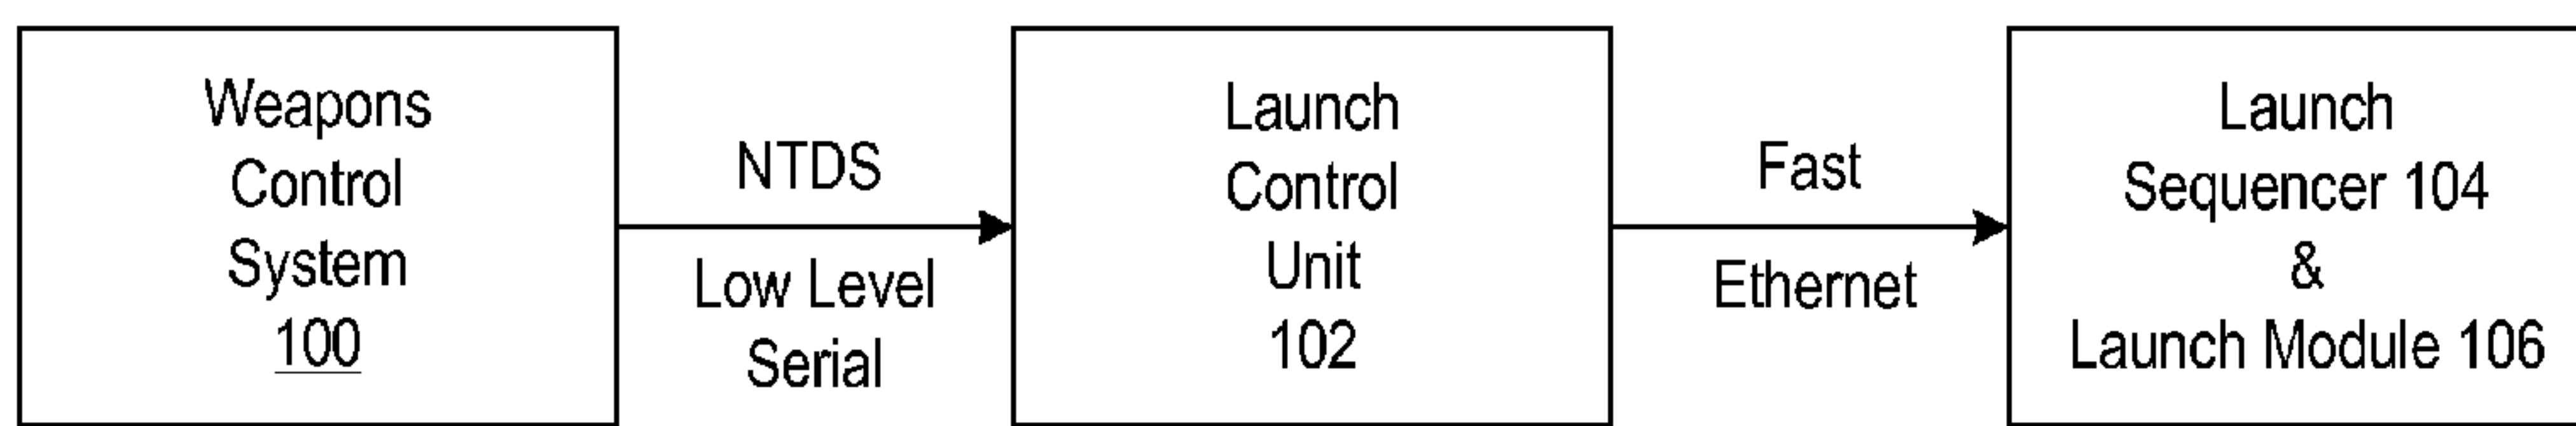 Weapons
Control
System
100
NTDS
Low Level
Serial
Launch
Control
Unit
102
Fast
Ethernet
Launch
Sequencer 104
&
Launch Module 106